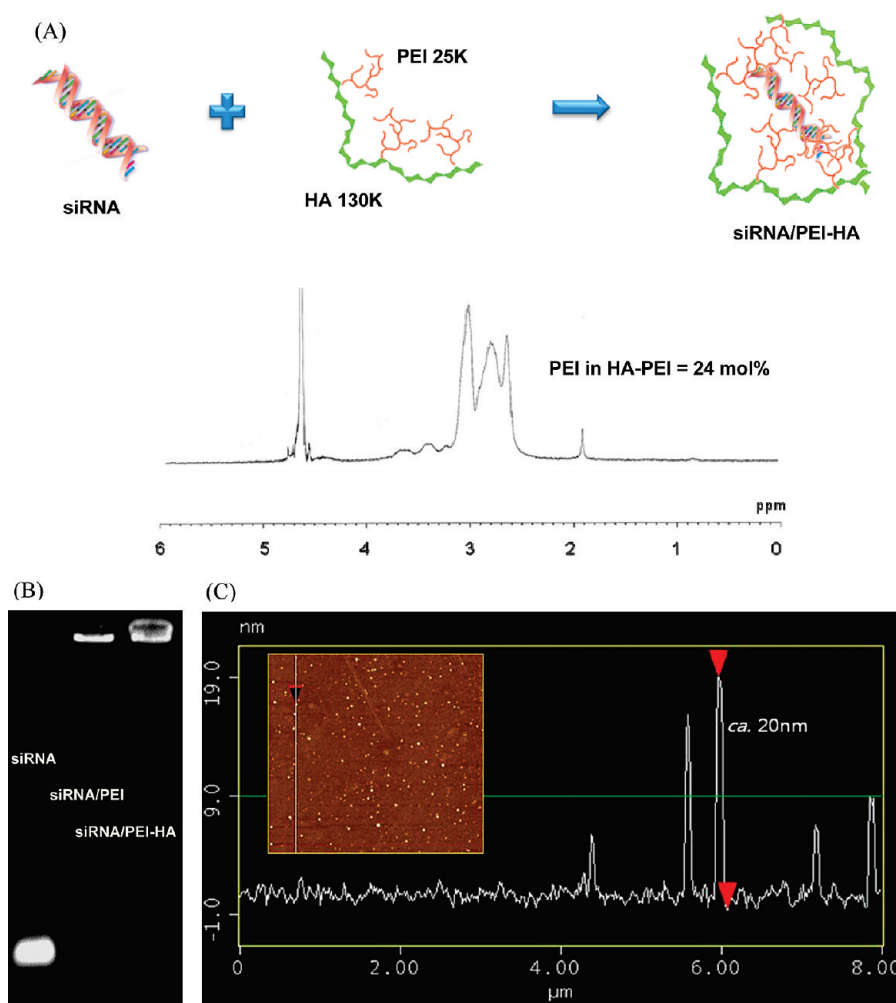 (A)
PEI 25K
siRNA
HA 130K
siRNA/PEI-HA
PEI in HA-PEI = 24 mol%
ppm
6 5 4 3 2 1 0
(B)
siRNA
siRNA/PEI
siRNA/PEI-HA
(C)
nm
19.0
ca. 20nm
9.0
-1.0
0 2.00 4.00 6.00 8.00
µm